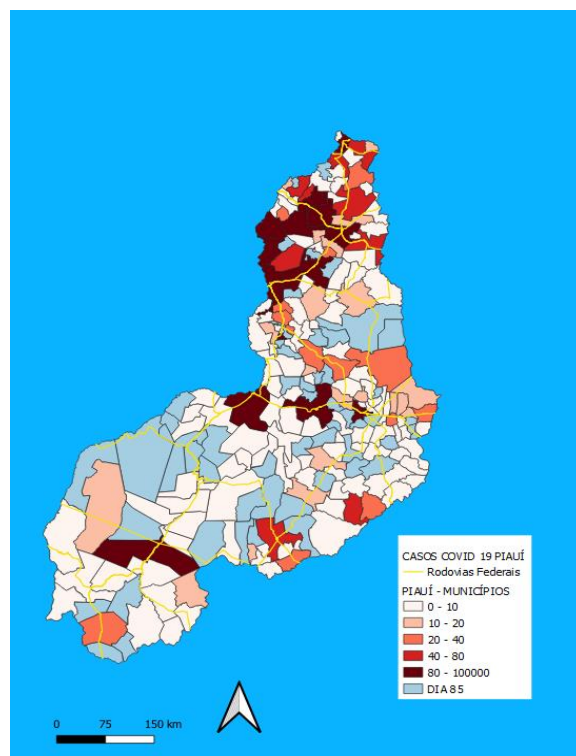 CASOS COVID 19 PIAUÍ
Rodovias Federais
PIAUÍ - MUNICÍPIOS
0 - 10
10 - 20
20 - 40
40 - 80
80 - 100000
DIA 85
0 75 150 km